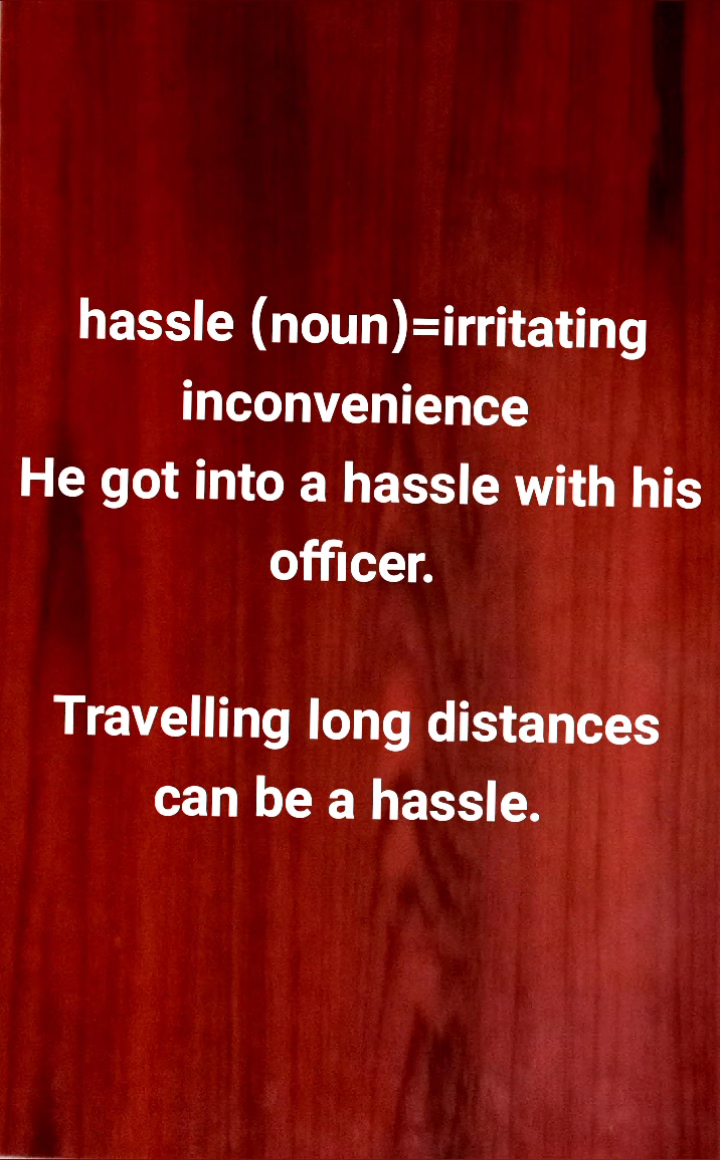 hassle (noun)=irritating
inconvenience
He got into a hassle with his
officer.
Travelling long distances
can be a hassle.